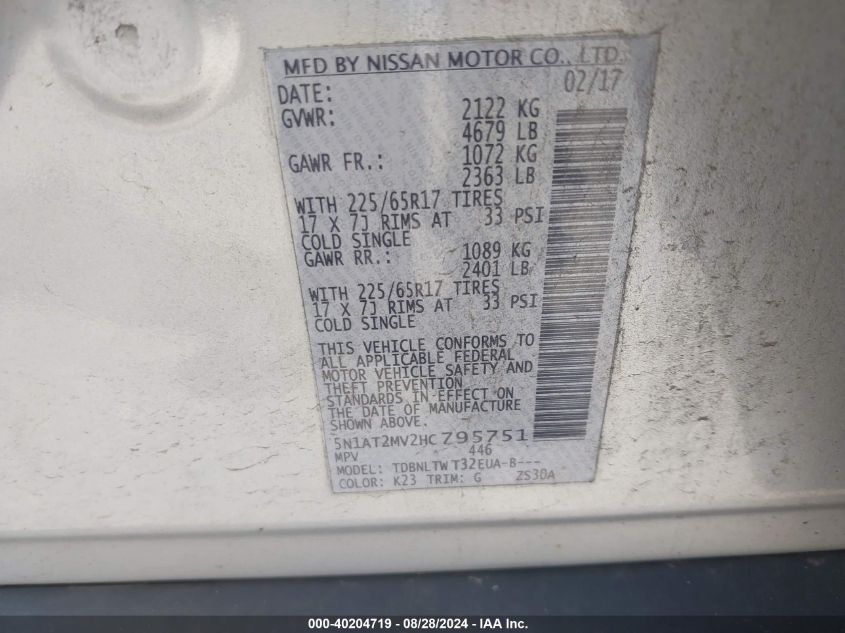 MFD BY NISSAN MOTOR CO., LTD.
DATE: 02/17
GVWR: 2122 KG
4679 LB
GAWR FR.: 1072 KG
2363 LB
WITH 225/65R17 TIRES
17 X 7J RIMS AT 33 PSI
COLD SINGLE
GAWR RR.: 1089 KG
2401 LB
WITH 225/65R17 TIRES
17 X 7J RIMS AT 33 PSI
COLD SINGLE
THIS VEHICLE CONFORMS TO
ALL APPLICABLE FEDERAL
MOTOR VEHICLE SAFETY AND
THEFT PREVENTION
STANDARDS IN EFFECT ON
THE DATE OF MANUFACTURE
SHOWN ABOVE.
5N1AT2MV2HC795751
MPV 446
MODEL: TDBNLTW T32EUA-B---
COLOR: K23 TRIM: G ZS30A
000-40204719 | 08/28/2024 | IAA Inc.